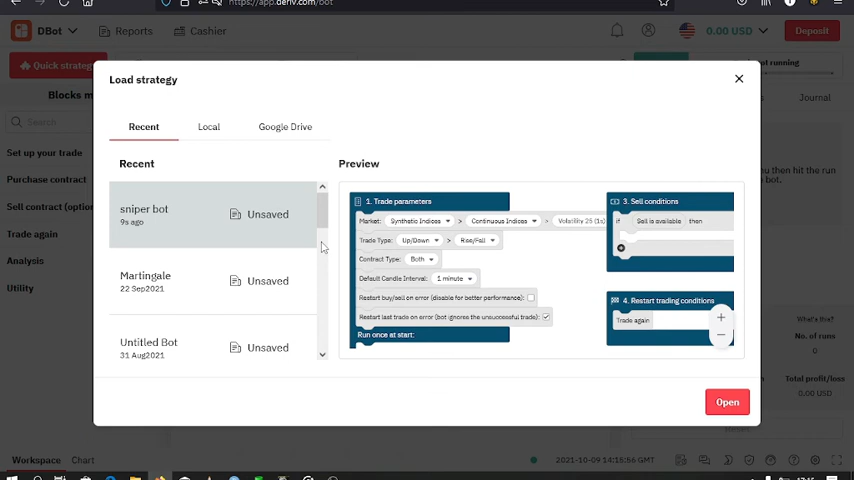 https://app.deriv.com/bot
DBot
Reports
Cashier
0.00 USD
Deposit
Quick strategy
Load strategy
Recent
Local
Google Drive
Recent
Preview
sniper bot
9s ago
Unsaved
Martingale
22 Sep2021
Unsaved
Untitled Bot
31 Aug2021
Unsaved
1. Trade parameters
Market: Synthetic Indices > Continuous Indices > Volatility 25 (1s)
Trade Type: Up/Down > Rise/Fall
Contract Type: Both
Default Candle Interval: 1 minute
Restart buy/sell on error (disable for better performance):
Restart last trade on error (bot ignores the unsuccessful trade):
Run once at start:
3. Sell conditions
if Sell is available then
4. Restart trading conditions
Trade again
Open
Blocks m
Search
Set up your trade
Purchase contract
Sell contract (option
Trade again
Analysis
Utility
ot running
Journal
u then hit the run
n bot.
What's this?
No. of runs
0
Total profit/loss
0.00 USD
Workspace
Chart
2021-10-09 14:15:56